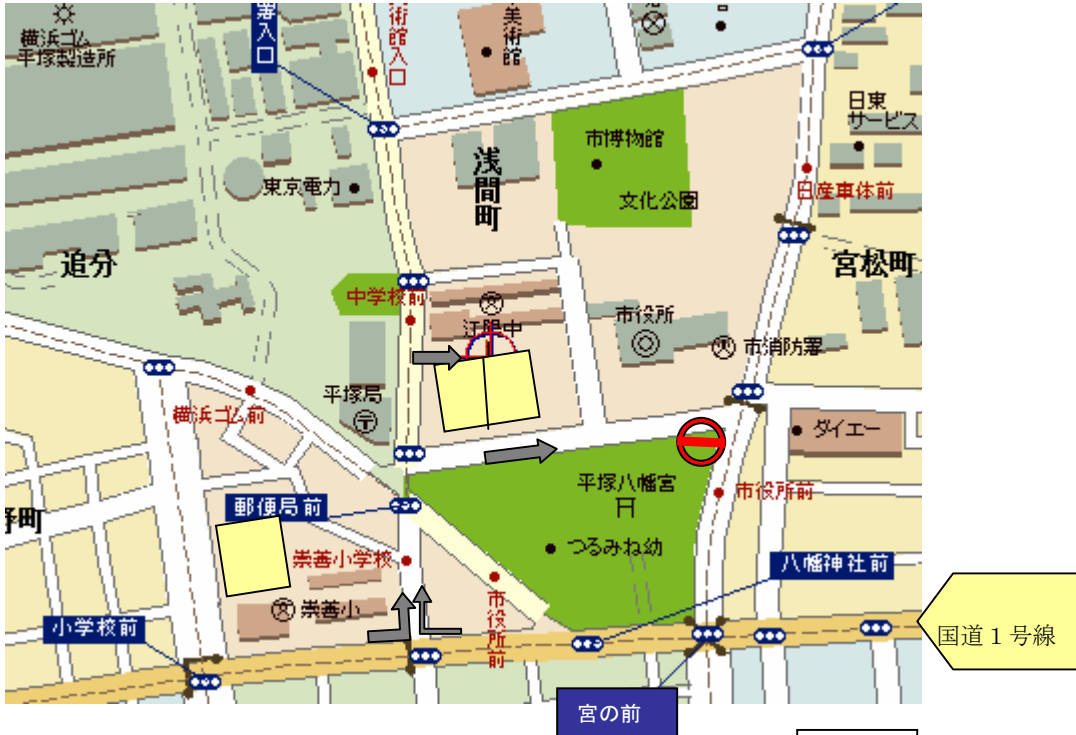 横浜ゴム
平塚製造所
署入口
術館入口
美術館
市博物館
文化公園
日東
サービス
日産車体前
東京電力
浅間町
追分
宮松町
中学校前
江陽中
市役所
市消防署
平塚局
横浜ゴム前
ダイエー
平塚八幡宮
市役所前
郵便局前
つるみね幼
崇善小学校
崇善小
市役所前
八幡神社前
小学校前
国道1号線
宮の前